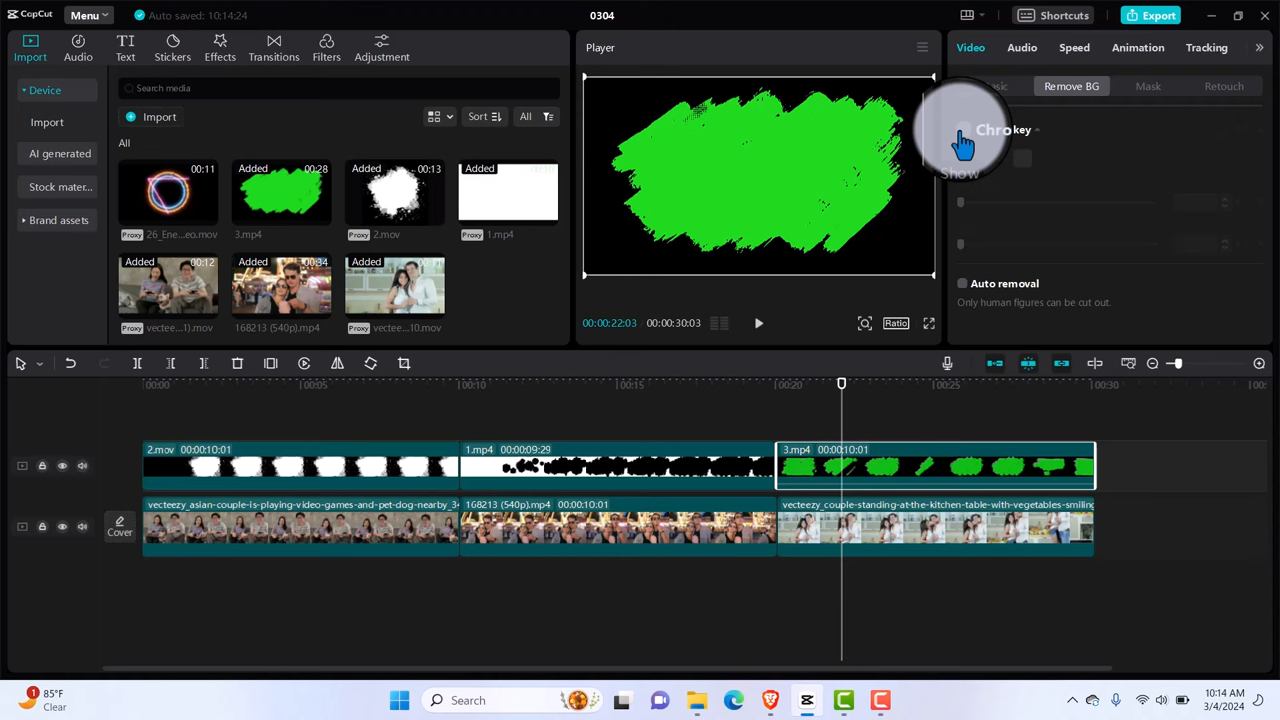 CapCut
Menu
Auto saved: 10:14:24
0304
Shortcuts
Export
Import
Audio
Text
Stickers
Effects
Transitions
Filters
Adjustment
Device
Import
AI generated
Stock mater...
Brand assets
Search media
Import
Sort
All
All
00:11
Added
00:28
Added
00:13
Added
Proxy 26_Ene...eo.mov
Proxy 3.mp4
Proxy 2.mov
Proxy 1.mp4
Added
00:12
Added
00:34
Added
Proxy vectee...1).mov
168213 (540p).mp4
Proxy vectee...10.mov
Player
00:00:22:03
00:00:30:03
Ratio
Video
Audio
Speed
Animation
Tracking
Remove BG
Mask
Retouch
Chro key
Show
Auto removal
Only human figures can be cut out.
00:00
00:05
00:10
00:15
00:20
00:25
00:30
2.mov 00:00:10:01
1.mp4 00:00:09:29
3.mp4 00:00:10:01
Cover
vecteezy_asian-couple-is-playing-video-games-and-pet-dog-nearby_34
168213 (540p).mp4 00:00:10:01
vecteezy_couple-standing-at-the-kitchen-table-with-vegetables-smiling
1
85°F
Clear
Search
10:14 AM
3/4/2024